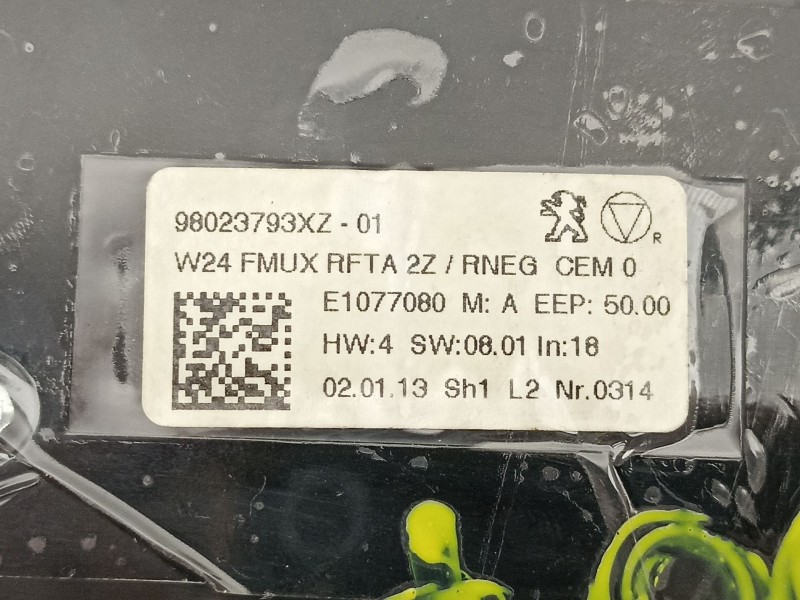 98023793XZ - 01
W24 FMUX RFTA 2Z / RNEG CEM 0
E1077080 M: A EEP: 50.00
HW:4 SW:08.01 In:18
02.01.13 Sh1 L2 Nr.0314
R